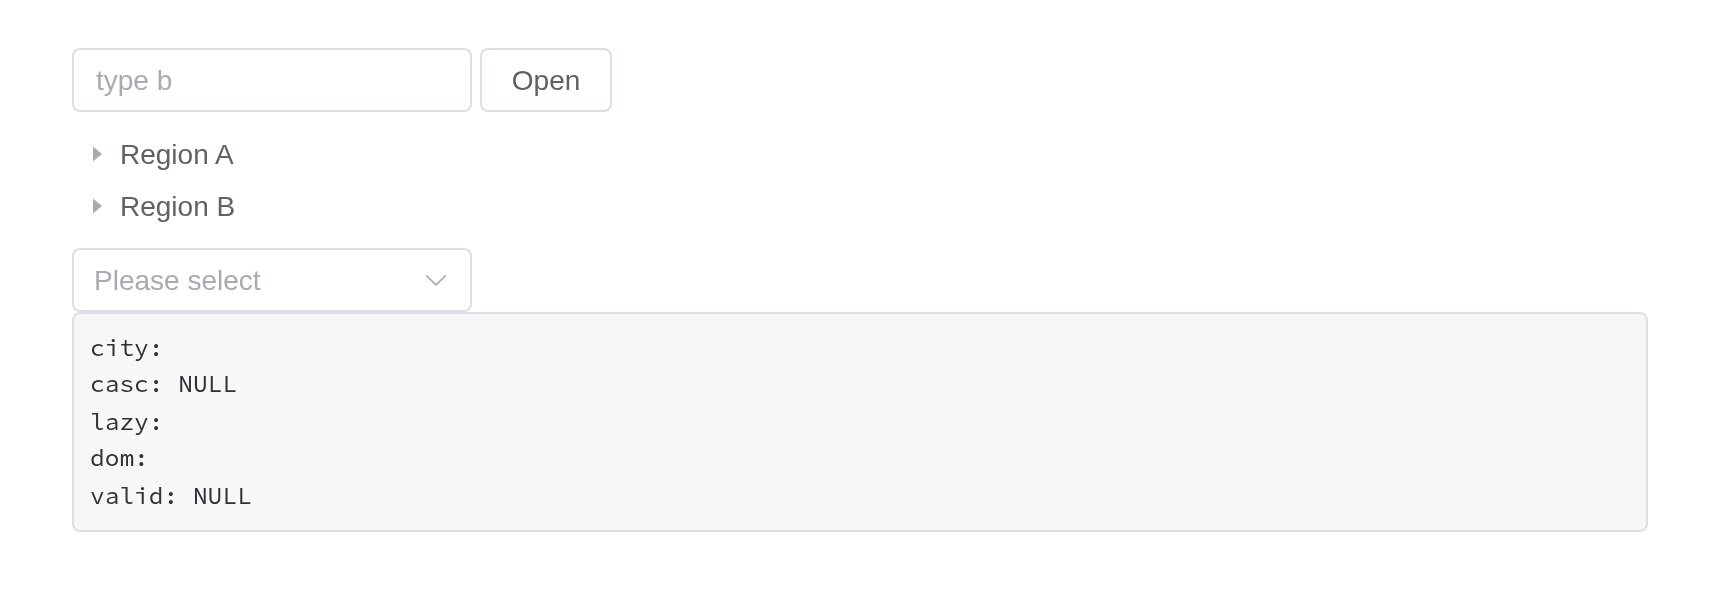 type b
Open
Region A
Region B
Please select
city:
casc: NULL
lazy:
dom:
valid: NULL